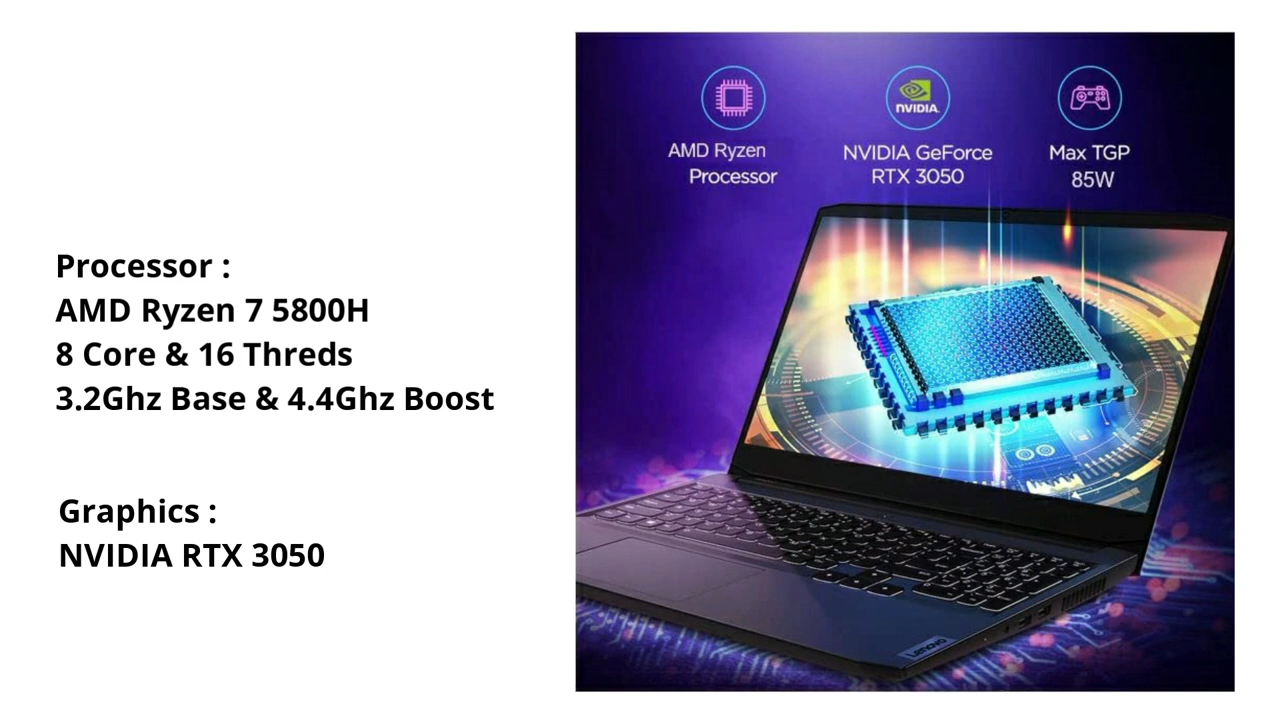 Processor :
AMD Ryzen 7 5800H
8 Core & 16 Threds
3.2Ghz Base & 4.4Ghz Boost
Graphics :
NVIDIA RTX 3050
NVIDIA.
AMD Ryzen
Processor
NVIDIA GeForce
RTX 3050
Max TGP
85W
Lenovo